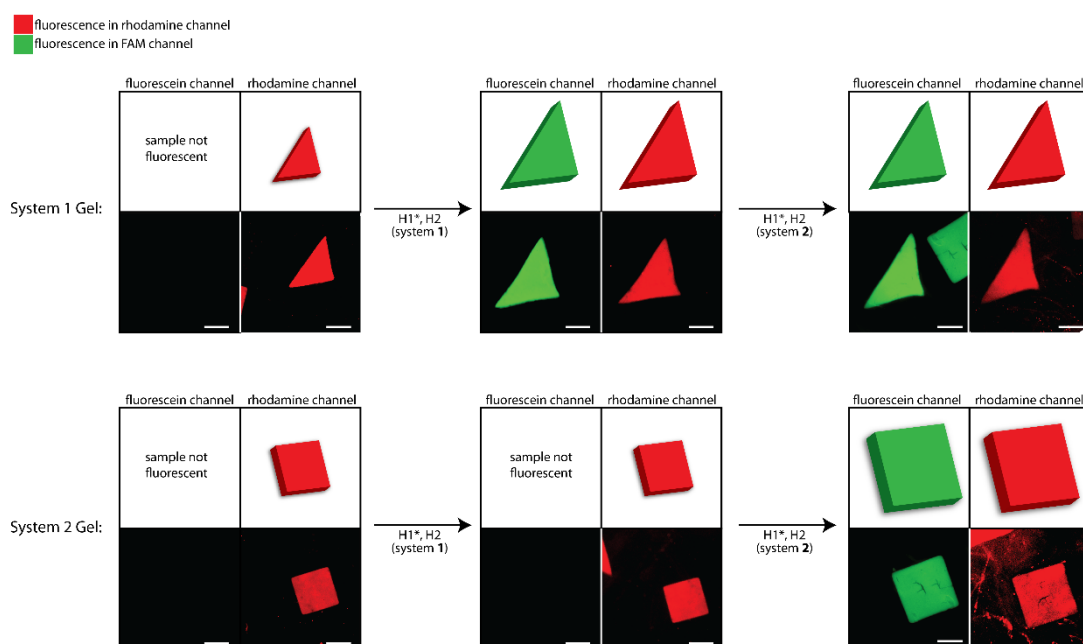 fluorescence in rhodamine channel
fluorescence in FAM channel
fluorescein channel rhodamine channel
fluorescein channel rhodamine channel
fluorescein channel rhodamine channel
sample not
fluorescent
System 1 Gel:
H1*, H2
(system 1)
H1*, H2
(system 2)
fluorescein channel rhodamine channel
fluorescein channel rhodamine channel
fluorescein channel rhodamine channel
sample not
fluorescent
sample not
fluorescent
System 2 Gel:
H1*, H2
(system 1)
H1*, H2
(system 2)